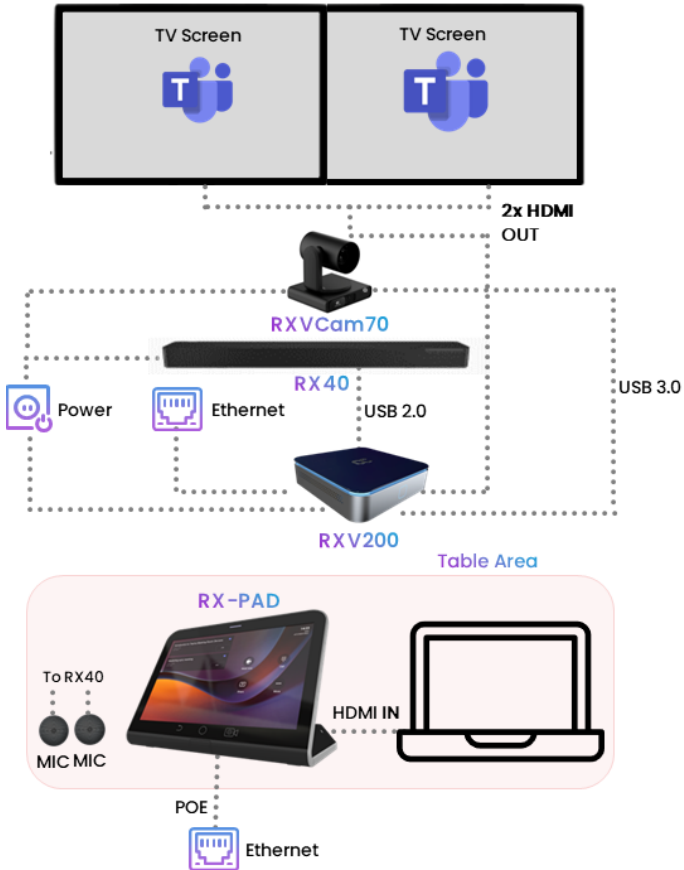 TV Screen
TV Screen
T
T
2x HDMI
OUT
RXVCam70
RX40
Power
Ethernet
USB 2.0
USB 3.0
RXV200
Table Area
RX-PAD
To RX40
HDMI IN
MIC MIC
POE
Ethernet